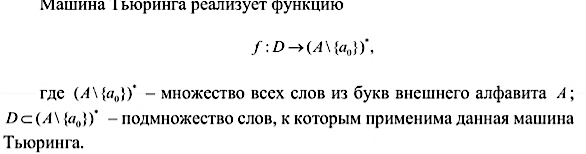 Машина Тьюринга реализует функцию
f : D → (A \ {a₀})*,
где (A \ {a₀})* – множество всех слов из букв внешнего алфавита A;
D ⊂ (A \ {a₀})* – подмножество слов, к которым применима данная машина
Тьюринга.